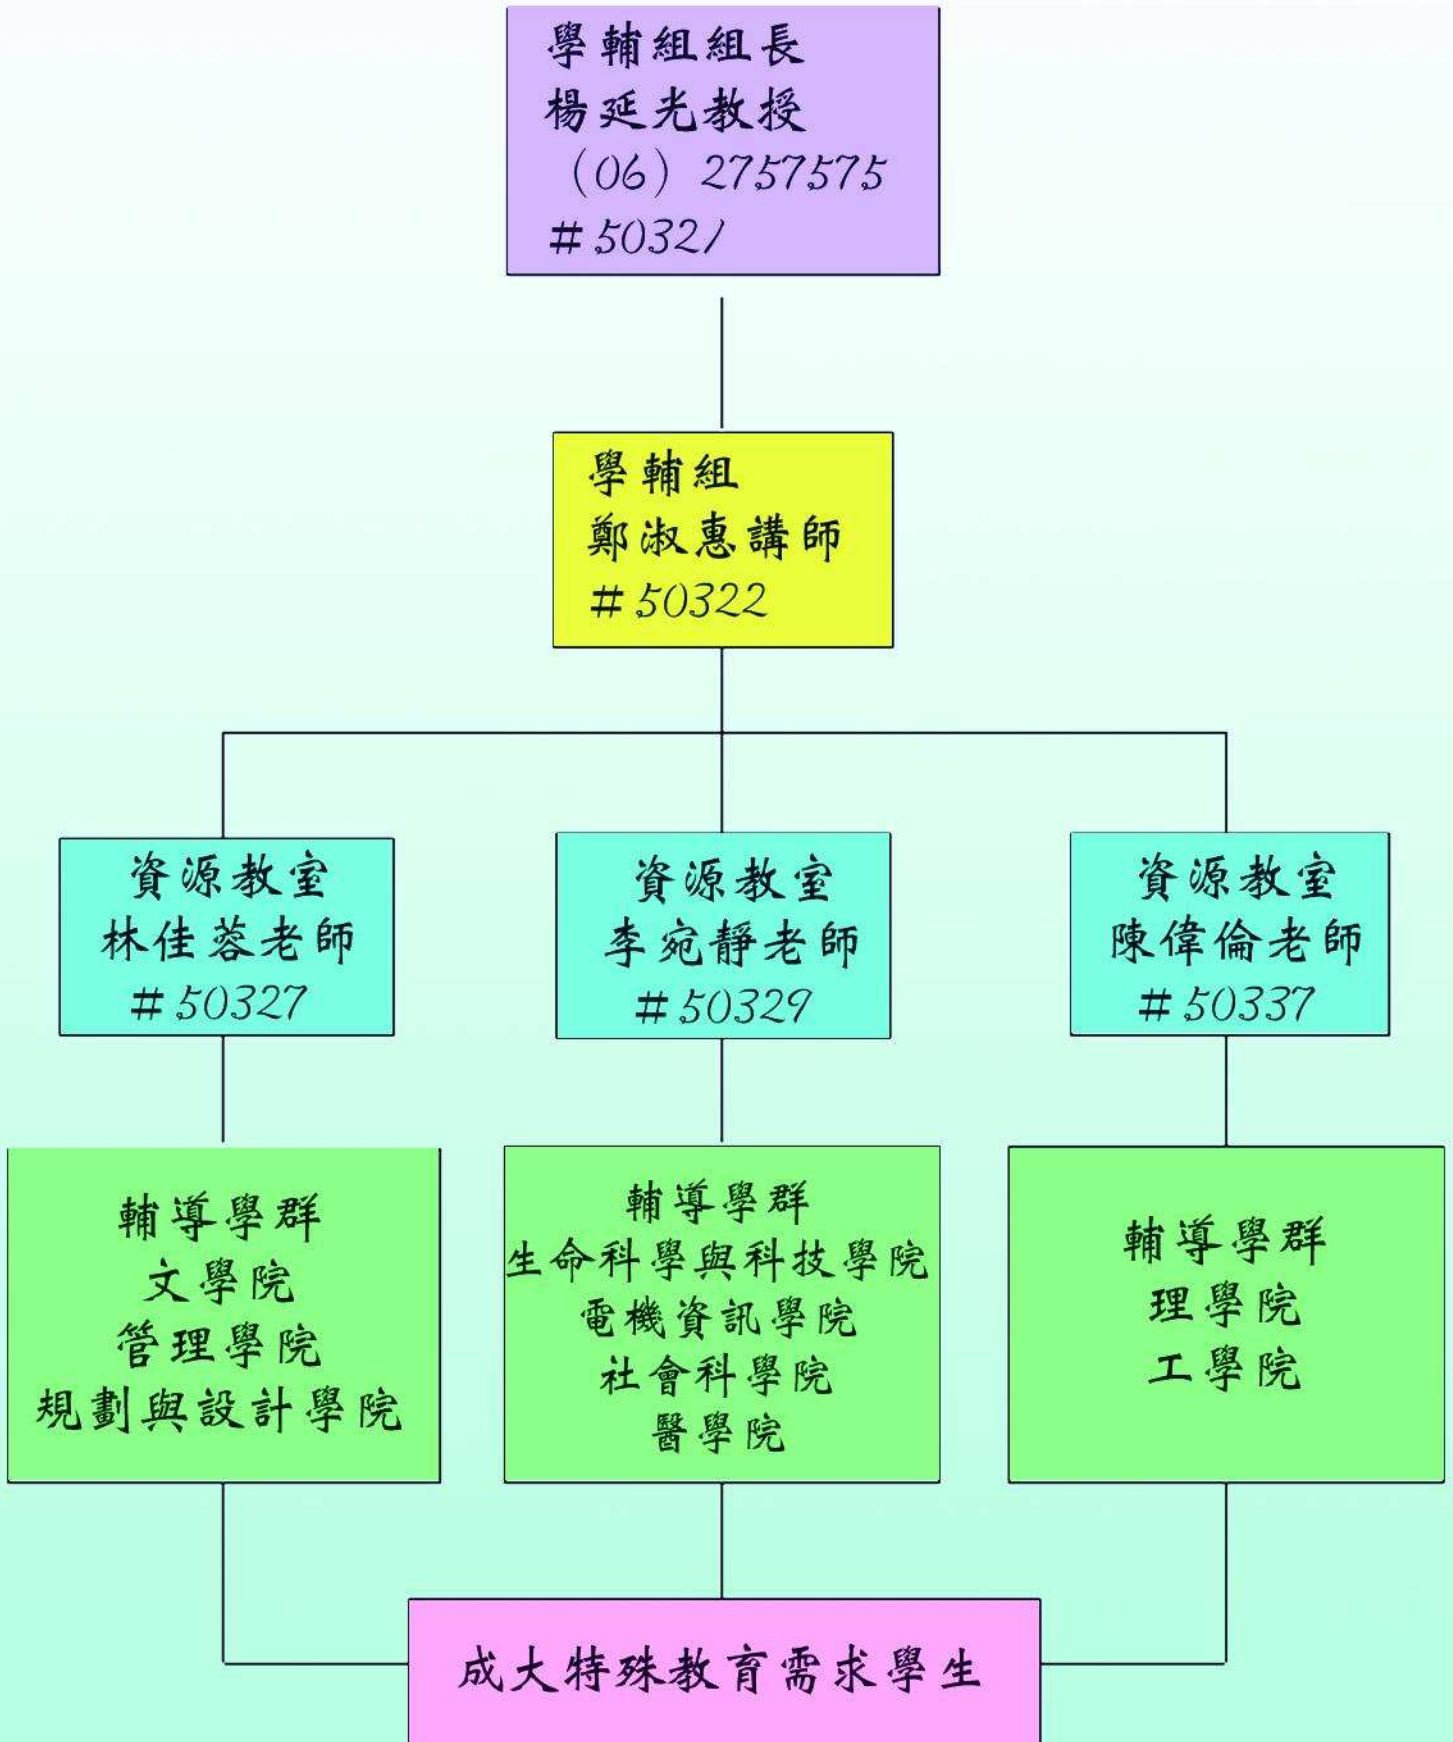 學輔組組長
楊延光教授
（06）2757575
#50321
學輔組
鄭淑惠講師
#50322
資源教室
林佳蓉老師
#50327
資源教室
李宛靜老師
#50329
資源教室
陳偉倫老師
#50337
輔導學群
文學院
管理學院
規劃與設計學院
輔導學群
生命科學與科技學院
電機資訊學院
社會科學院
醫學院
輔導學群
理學院
工學院
成大特殊教育需求學生